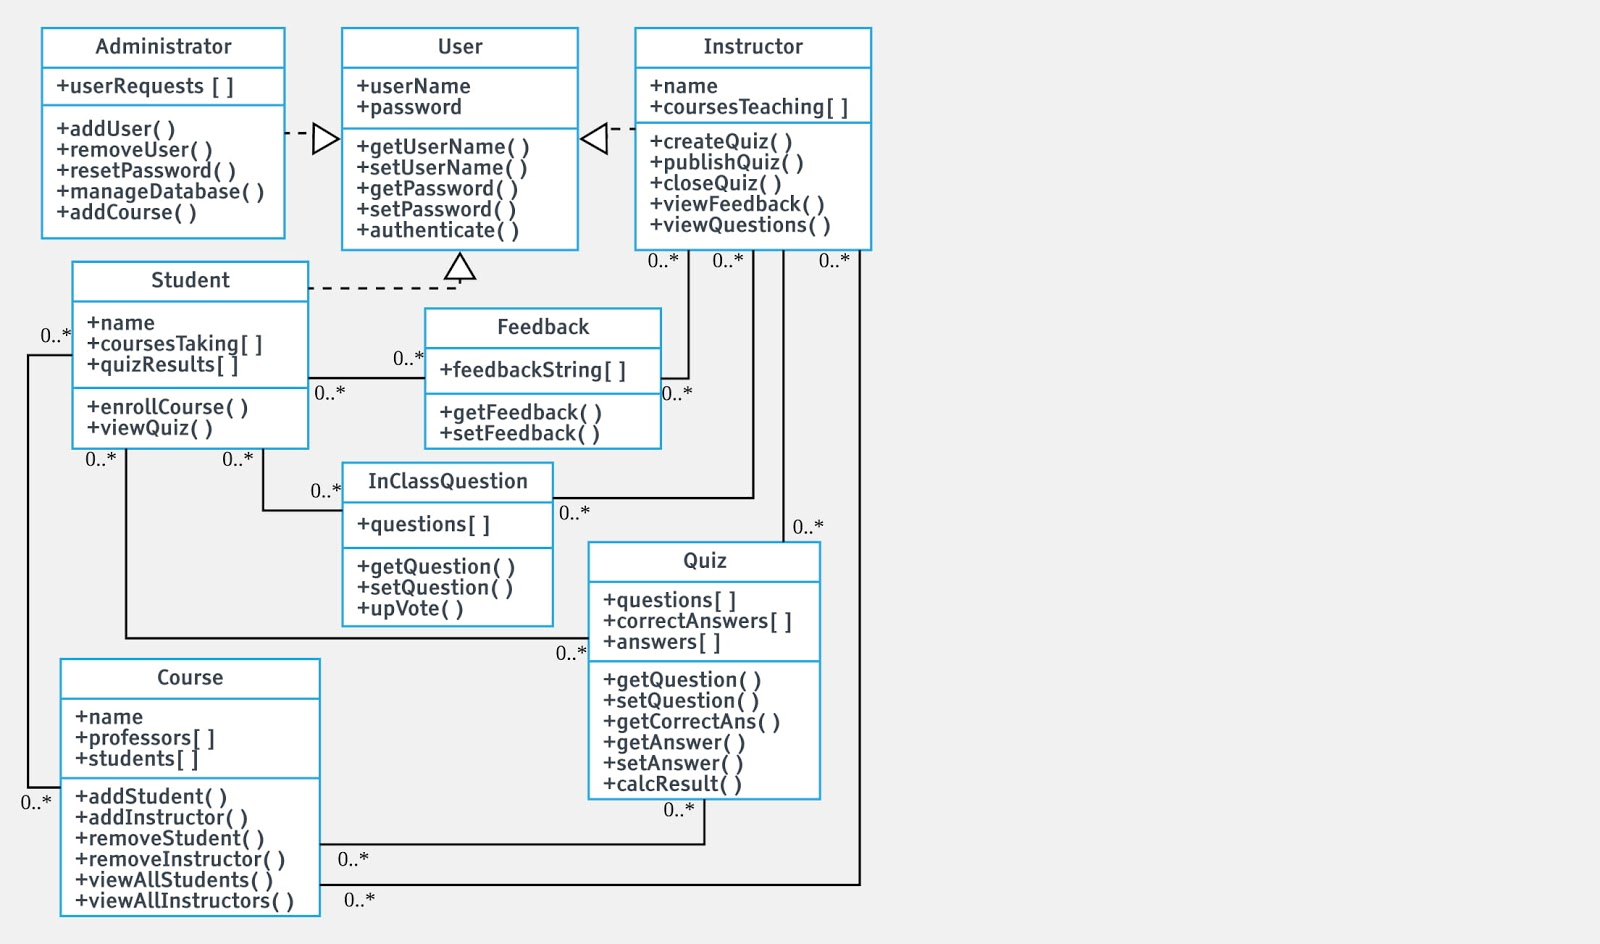 Administrator
+userRequests [ ]
+addUser( )
+removeUser( )
+resetPassword( )
+manageDatabase( )
+addCourse( )
User
+userName
+password
+getUserName( )
+setUserName( )
+getPassword( )
+setPassword( )
+authenticate( )
Instructor
+name
+coursesTeaching[ ]
+createQuiz( )
+publishQuiz( )
+closeQuiz( )
+viewFeedback( )
+viewQuestions( )
0..*
0..*
0..*
Student
+name
+coursesTaking[ ]
+quizResults[ ]
+enrollCourse( )
+viewQuiz( )
0..*
0..*
0..*
0..*
0..*
Feedback
+feedbackString[ ]
+getFeedback( )
+setFeedback( )
0..*
0..*
InClassQuestion
+questions[ ]
+getQuestion( )
+setQuestion( )
+upVote( )
0..*
0..*
0..*
Quiz
+questions[ ]
+correctAnswers[ ]
+answers[ ]
+getQuestion( )
+setQuestion( )
+getCorrectAns( )
+getAnswer( )
+setAnswer( )
+calcResult( )
0..*
0..*
Course
+name
+professors[ ]
+students[ ]
+addStudent( )
+addInstructor( )
+removeStudent( )
+removeInstructor( )
+viewAllStudents( )
+viewAllInstructors( )
0..*
0..*
0..*